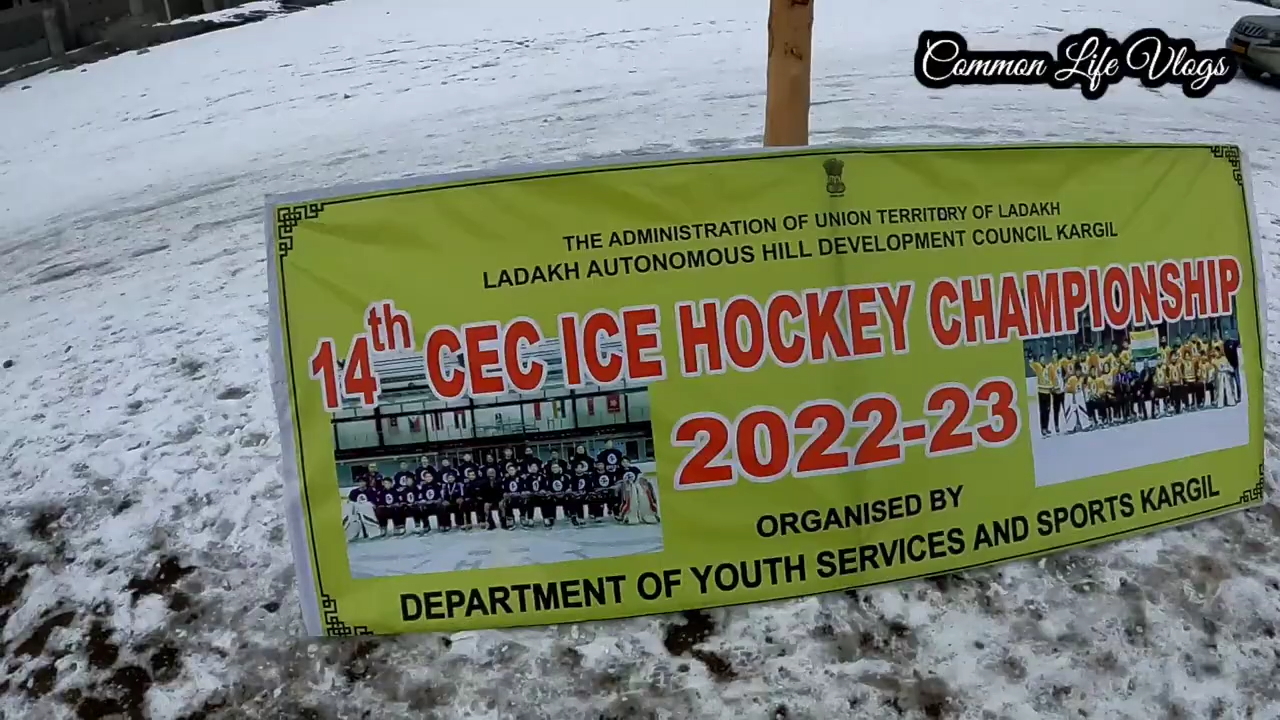 Common Life Vlogs
THE ADMINISTRATION OF UNION TERRITORY OF LADAKH
LADAKH AUTONOMOUS HILL DEVELOPMENT COUNCIL KARGIL
14th CEC ICE HOCKEY CHAMPIONSHIP
2022-23
ORGANISED BY
DEPARTMENT OF YOUTH SERVICES AND SPORTS KARGIL